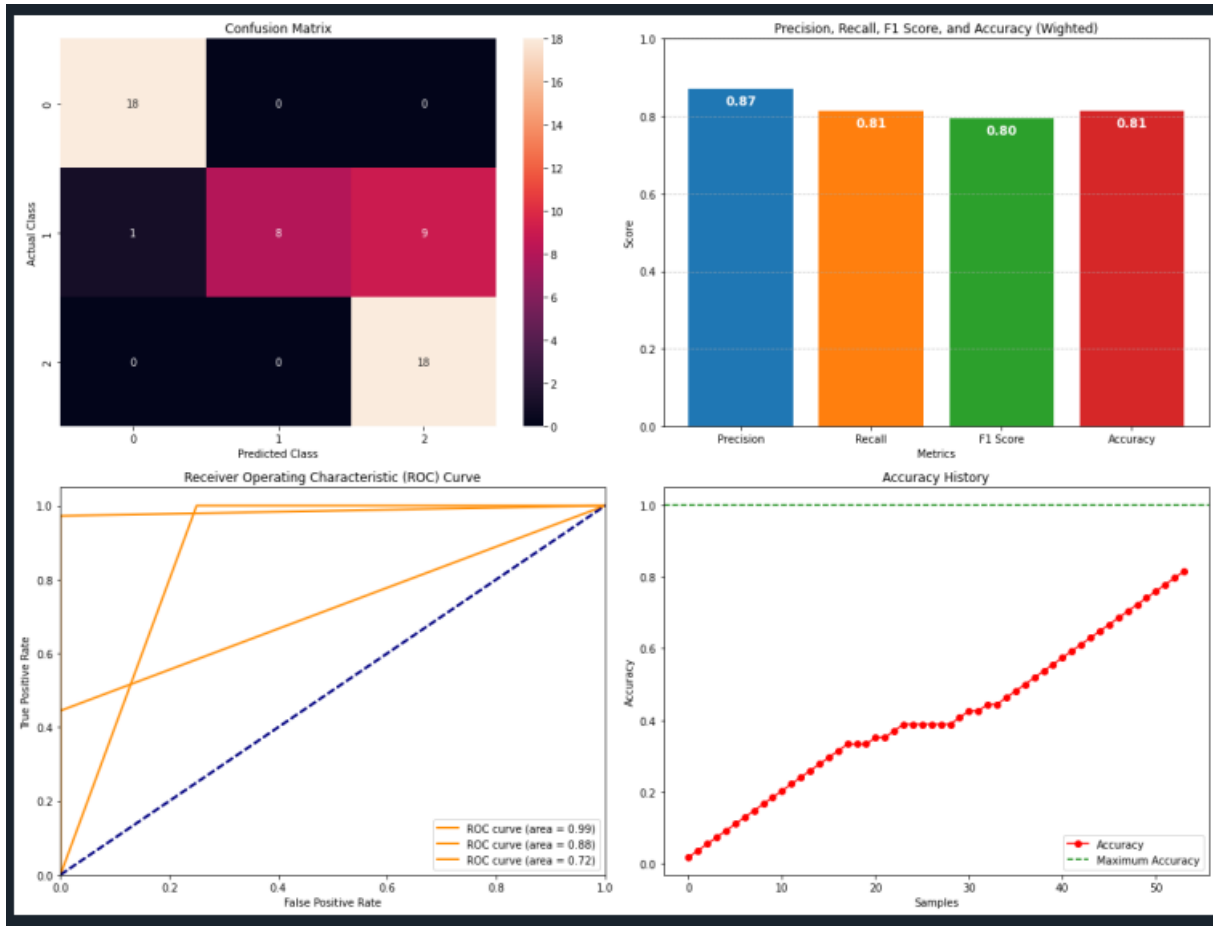 Confusion Matrix
0
1
2
Actual Class
18
0
0
1
8
9
0
0
18
0
1
2
Predicted Class
18
16
14
12
10
8
6
4
2
0
Precision, Recall, F1 Score, and Accuracy (Wighted)
1.0
0.8
0.6
0.4
0.2
0.0
Score
0.87
0.81
0.80
0.81
Precision
Recall
F1 Score
Accuracy
Metrics
Receiver Operating Characteristic (ROC) Curve
1.0
0.8
0.6
0.4
0.2
0.0
True Positive Rate
ROC curve (area = 0.99)
ROC curve (area = 0.88)
ROC curve (area = 0.72)
0.0
0.2
0.4
0.6
0.8
1.0
False Positive Rate
Accuracy History
1.0
0.8
0.6
0.4
0.2
0.0
Accuracy
Accuracy
Maximum Accuracy
0
10
20
30
40
50
Samples